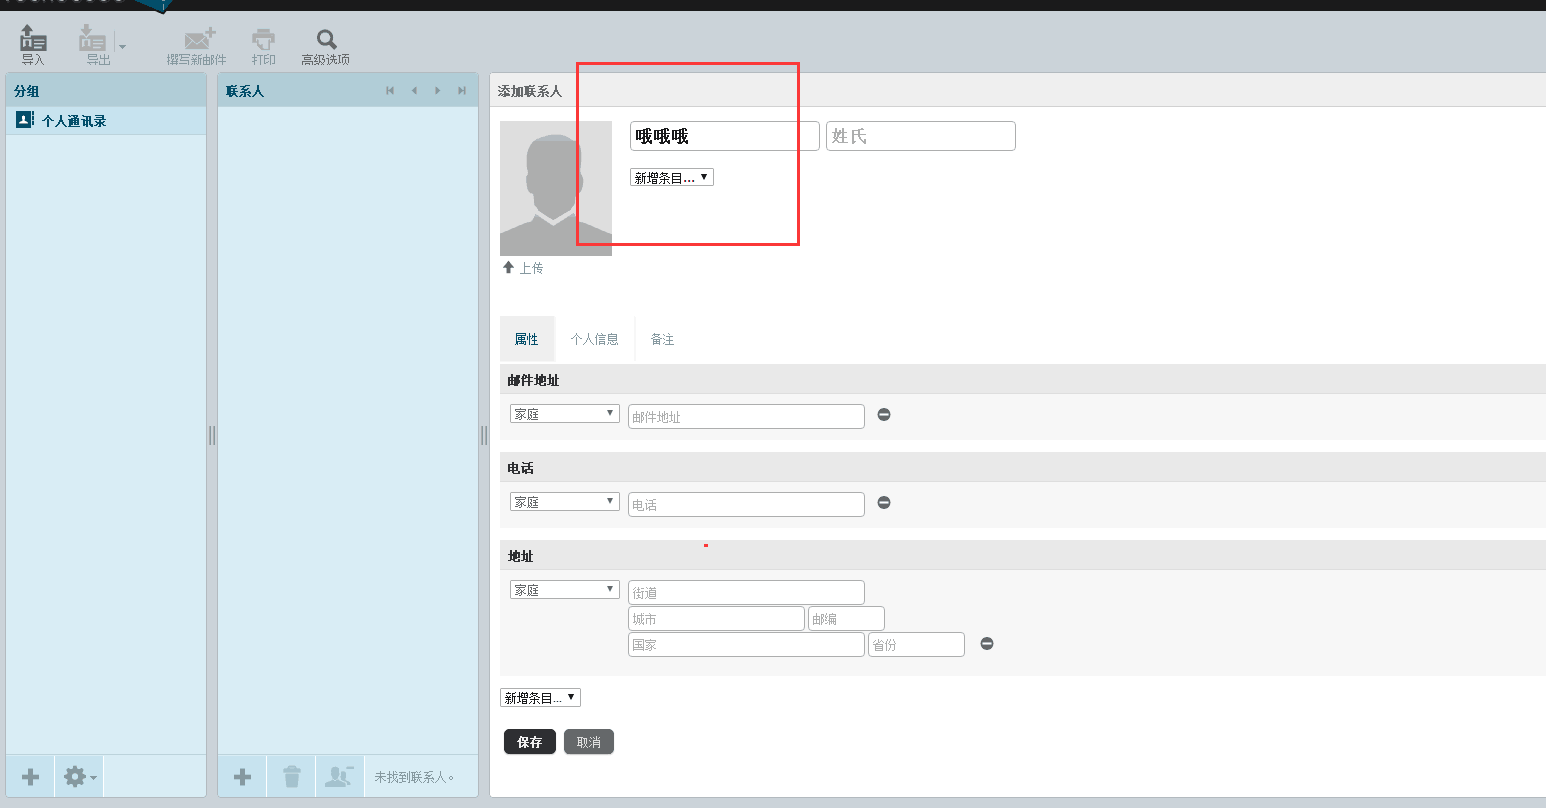 导入
导出
撰写新邮件
打印
高级选项
分组
个人通讯录
联系人
未找到联系人。
添加联系人
哦哦哦 姓氏
新增条目...
上传
属性 个人信息 备注
邮件地址
家庭 邮件地址
电话
家庭 电话
地址
家庭 街道
城市 邮编
国家 省份
新增条目...
保存 取消